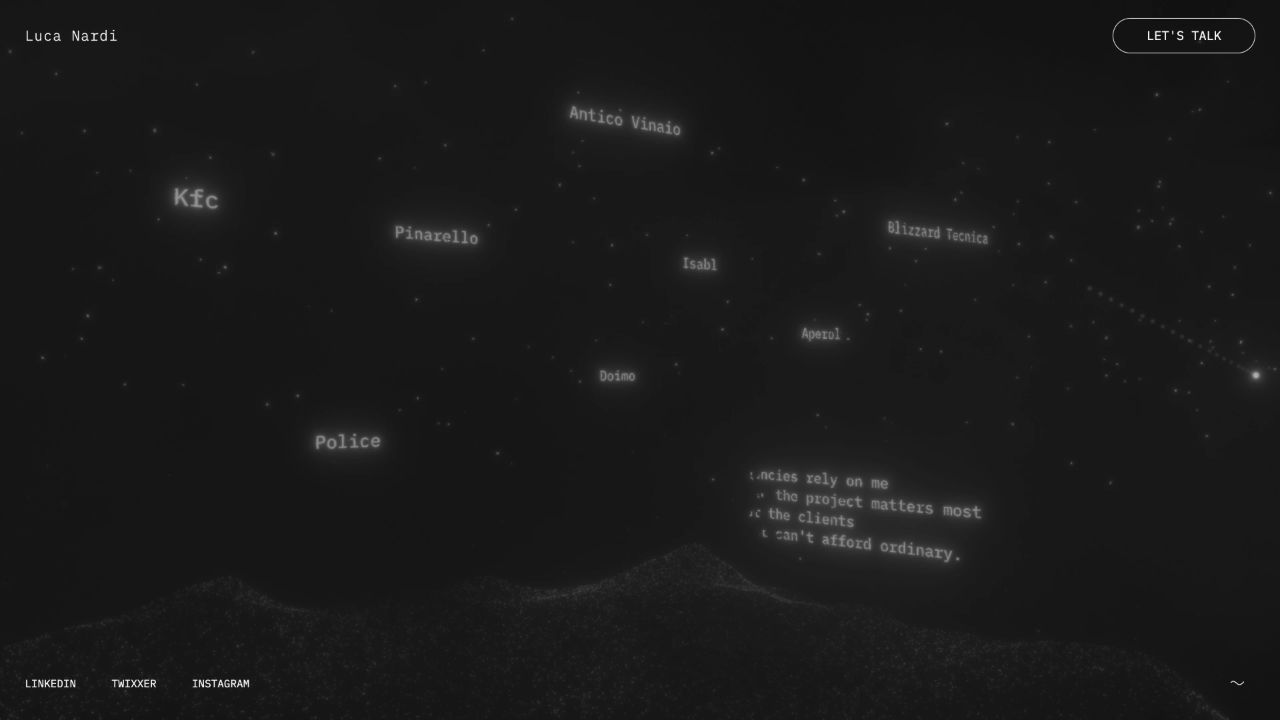 Luca Nardi
LET'S TALK
Antico Vinaio
Kfc
Pinarello
Blizzard Tecnica
Isabl
Aperol
Doimo
Police
rely on me
the project matters most
the clients
can't afford ordinary.
LINKEDIN
TWIXXER
INSTAGRAM
~